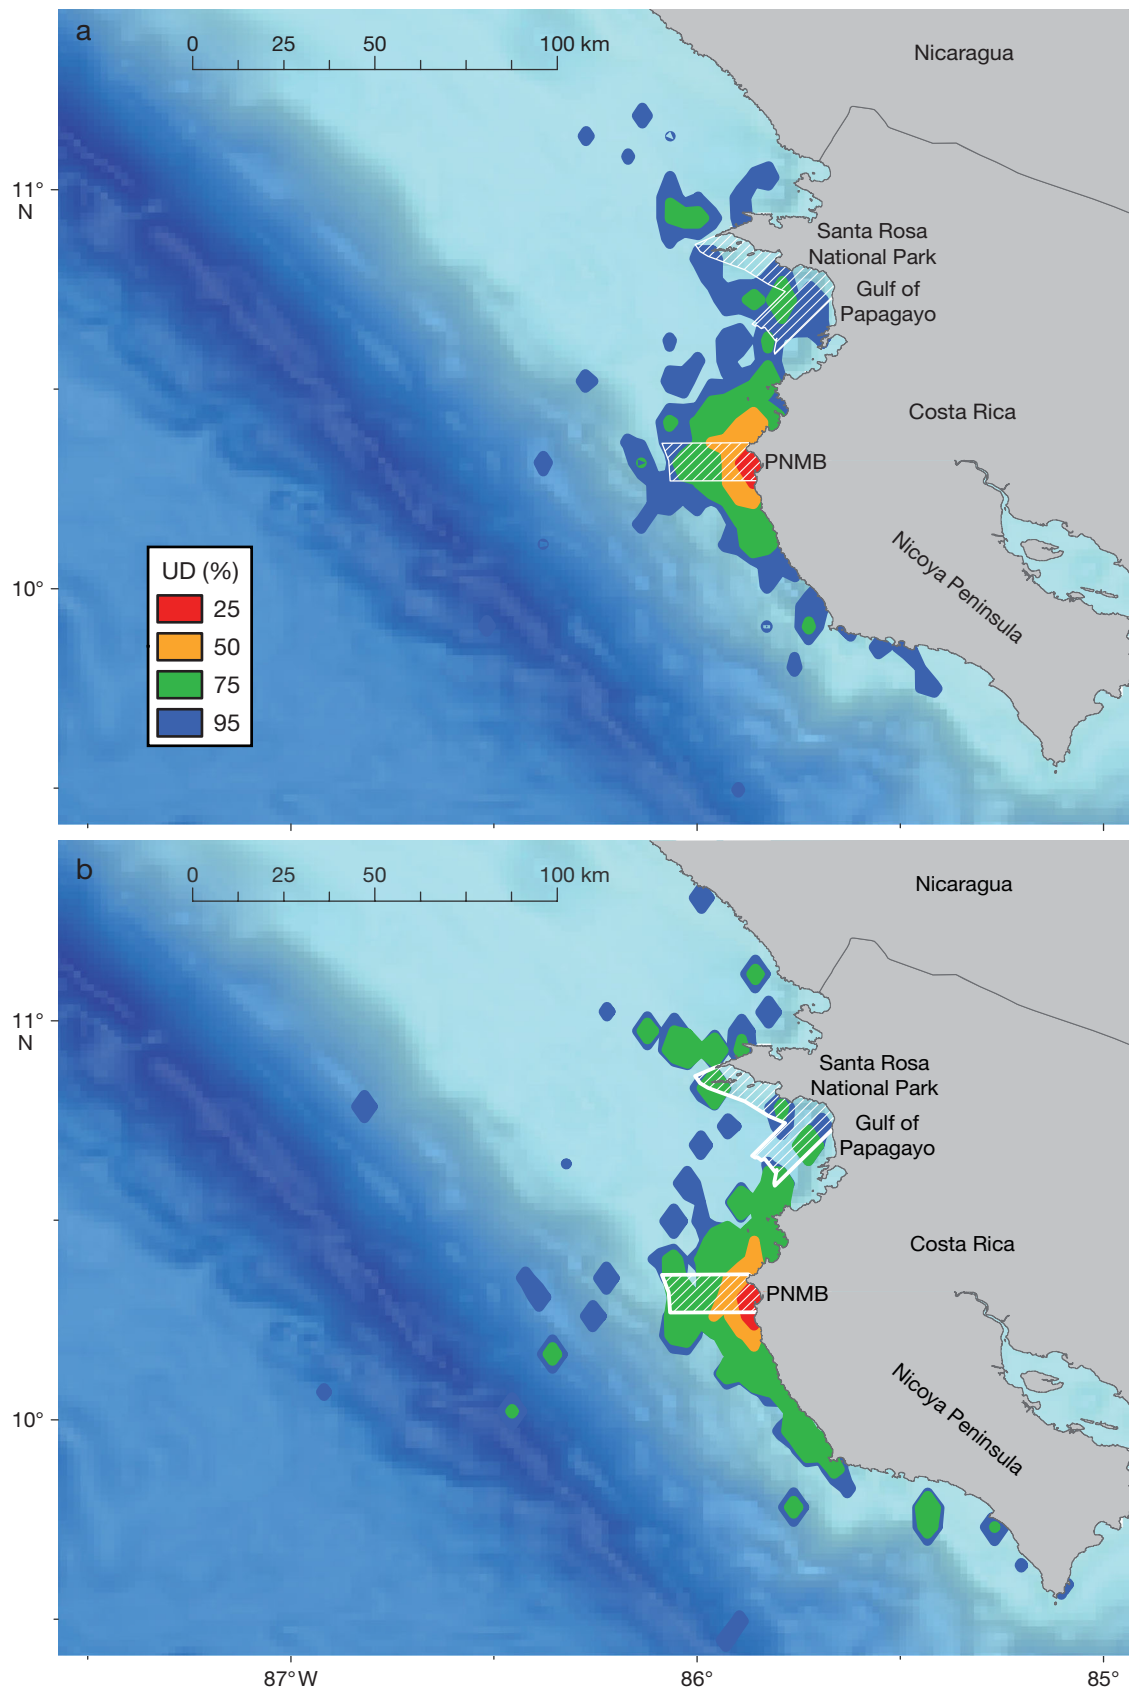 a
0 25 50 100 km
Nicaragua
11°
N
Santa Rosa
National Park
Gulf of
Papagayo
Costa Rica
PNMB
Nicoya Peninsula
10°
UD (%)
25
50
75
95
b
0 25 50 100 km
Nicaragua
11°
N
Santa Rosa
National Park
Gulf of
Papagayo
Costa Rica
PNMB
Nicoya Peninsula
10°
87°W 86° 85°